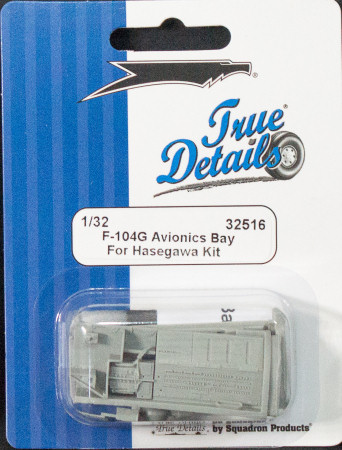 True®
Details
1/32 32516
F-104G Avionics Bay
For Hasegawa Kit
True Details
by Squadron Products